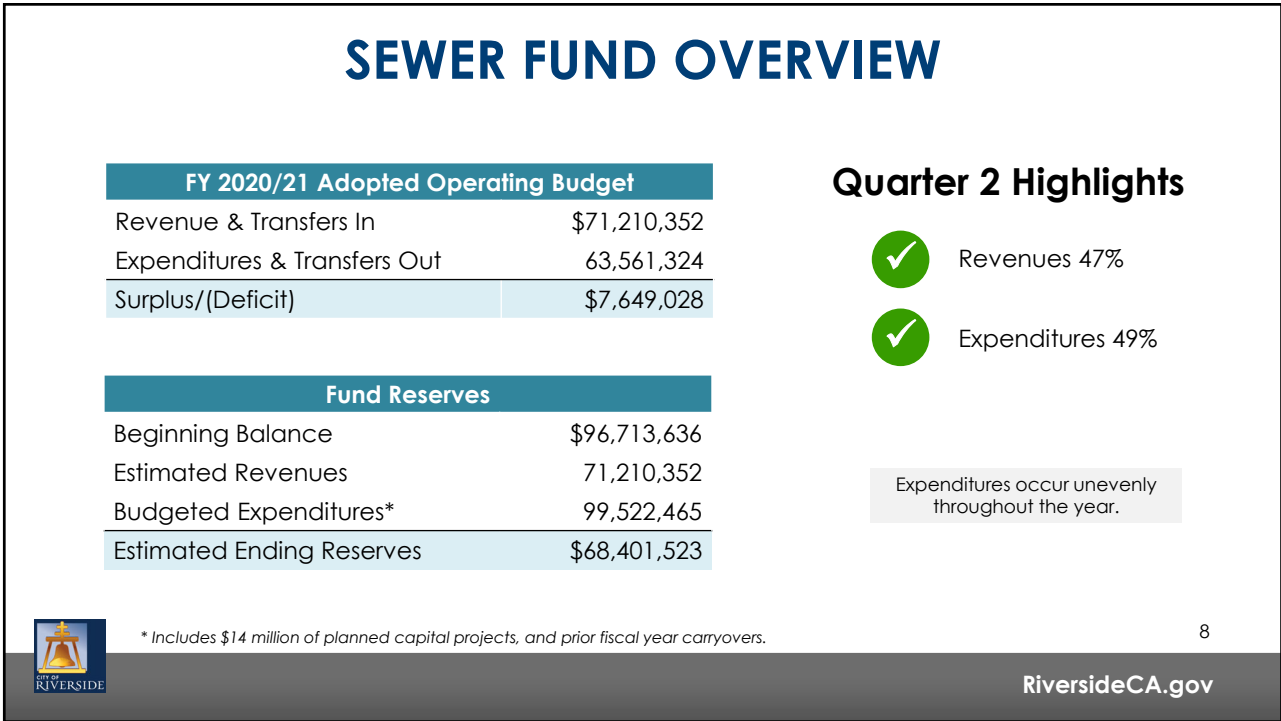 SEWER FUND OVERVIEW
FY 2020/21 Adopted Operating Budget
Revenue & Transfers In $71,210,352
Expenditures & Transfers Out 63,561,324
Surplus/(Deficit) $7,649,028
Fund Reserves
Beginning Balance $96,713,636
Estimated Revenues 71,210,352
Budgeted Expenditures* 99,522,465
Estimated Ending Reserves $68,401,523
Quarter 2 Highlights
Revenues 47%
Expenditures 49%
Expenditures occur unevenly
throughout the year.
* Includes $14 million of planned capital projects, and prior fiscal year carryovers.
8
CITY OF
RIVERSIDE
RiversideCA.gov